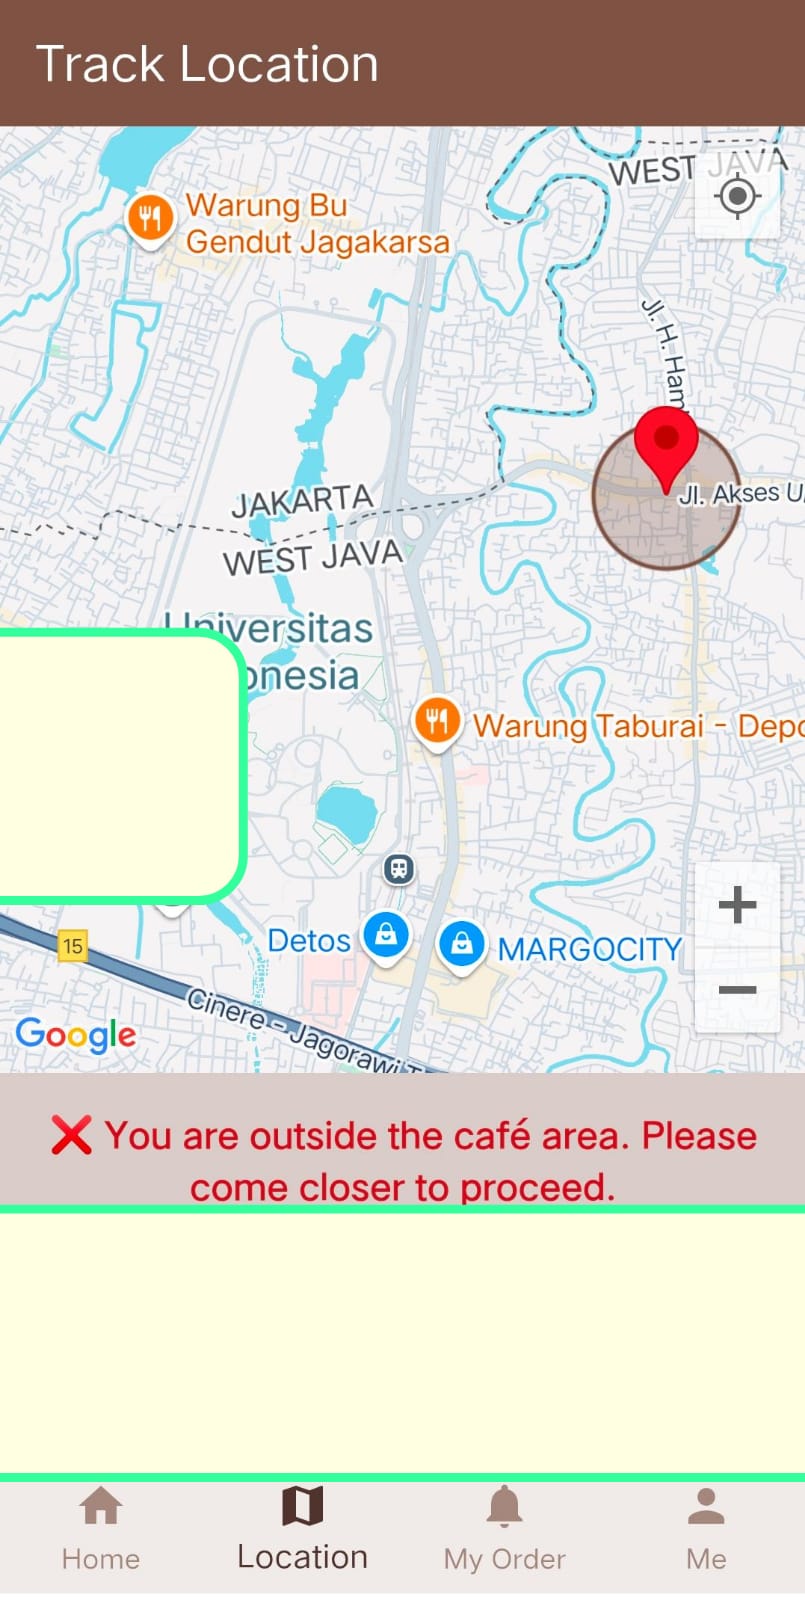 Track Location
WEST JAVA
Warung Bu
Gendut Jagakarsa
Jl. H. Ham
JAKARTA
Jl. Akses U
WEST JAVA
Universitas
onesia
Warung Taburai - Depo
Detos
MARGOCITY
15
Cinere - Jagorawi T
Google
❌ You are outside the café area. Please
come closer to proceed.
Home
Location
My Order
Me